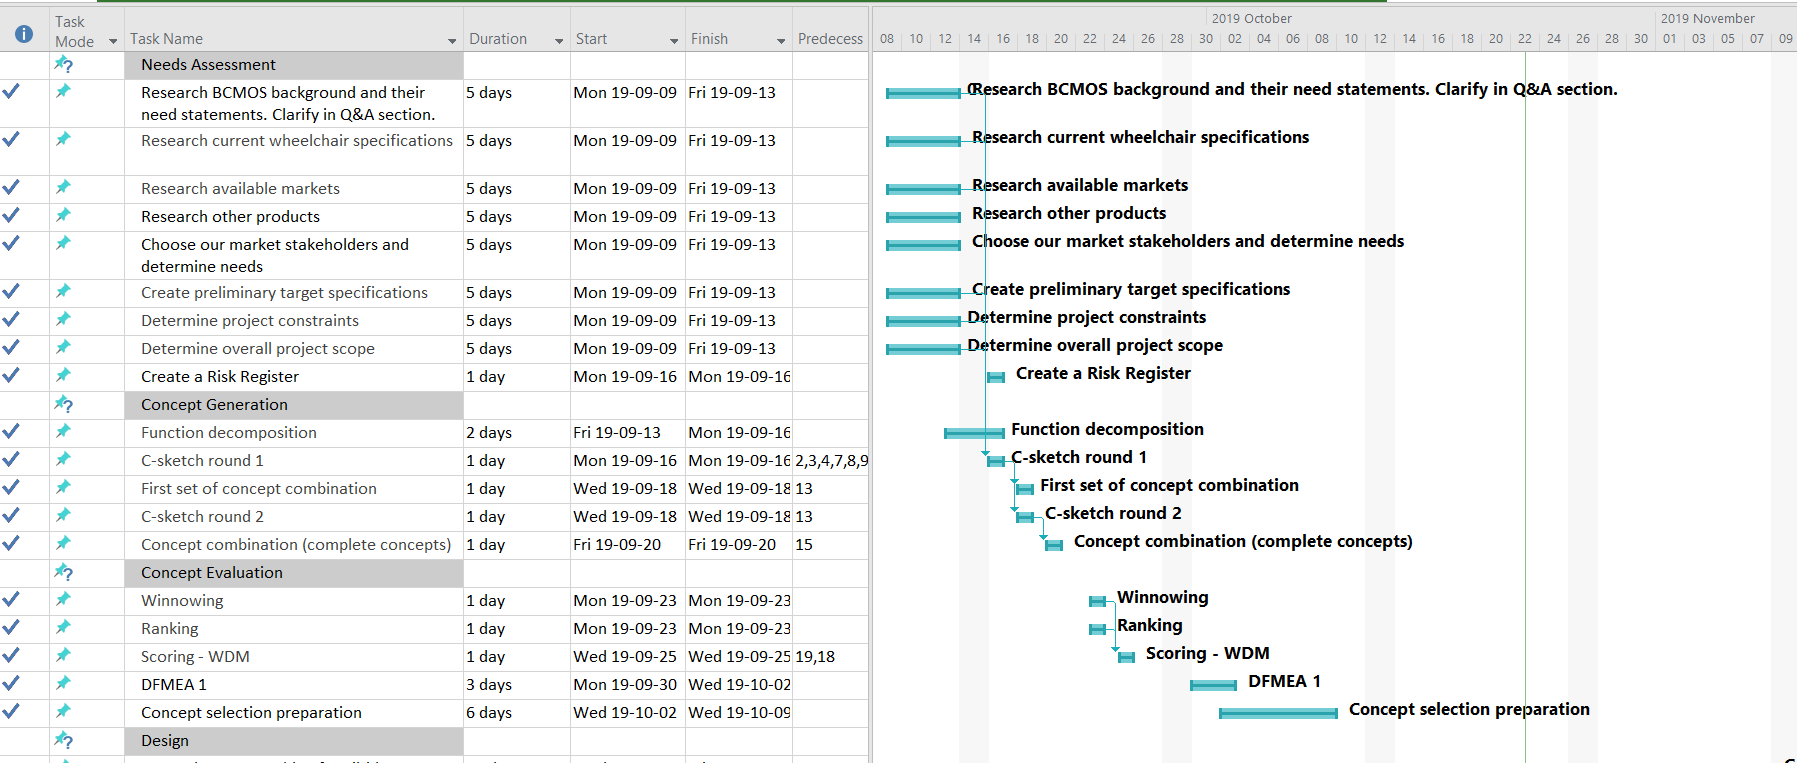 2019 October 2019 November
Task
Mode Task Name Duration Start Finish Predecess 08 10 12 14 16 18 20 22 24 26 28 30 02 04 06 08 10 12 14 16 18 20 22 24 26 28 30 01 03 05 07 09
Needs Assessment
Research BCMOS background and their 5 days Mon 19-09-09 Fri 19-09-13 Research BCMOS background and their need statements. Clarify in Q&A section.
need statements. Clarify in Q&A section.
Research current wheelchair specifications 5 days Mon 19-09-09 Fri 19-09-13 Research current wheelchair specifications
Research available markets 5 days Mon 19-09-09 Fri 19-09-13 Research available markets
Research other products 5 days Mon 19-09-09 Fri 19-09-13 Research other products
Choose our market stakeholders and 5 days Mon 19-09-09 Fri 19-09-13 Choose our market stakeholders and determine needs
determine needs
Create preliminary target specifications 5 days Mon 19-09-09 Fri 19-09-13 Create preliminary target specifications
Determine project constraints 5 days Mon 19-09-09 Fri 19-09-13 Determine project constraints
Determine overall project scope 5 days Mon 19-09-09 Fri 19-09-13 Determine overall project scope
Create a Risk Register 1 day Mon 19-09-16 Mon 19-09-16 Create a Risk Register
Concept Generation
Function decomposition 2 days Fri 19-09-13 Mon 19-09-16 Function decomposition
C-sketch round 1 1 day Mon 19-09-16 Mon 19-09-16 2,3,4,7,8,9 C-sketch round 1
First set of concept combination 1 day Wed 19-09-18 Wed 19-09-18 13 First set of concept combination
C-sketch round 2 1 day Wed 19-09-18 Wed 19-09-18 13 C-sketch round 2
Concept combination (complete concepts) 1 day Fri 19-09-20 Fri 19-09-20 15 Concept combination (complete concepts)
Concept Evaluation
Winnowing 1 day Mon 19-09-23 Mon 19-09-23 Winnowing
Ranking 1 day Mon 19-09-23 Mon 19-09-23 Ranking
Scoring - WDM 1 day Wed 19-09-25 Wed 19-09-25 19,18 Scoring - WDM
DFMEA 1 3 days Mon 19-09-30 Wed 19-10-02 DFMEA 1
Concept selection preparation 6 days Wed 19-10-02 Wed 19-10-09 Concept selection preparation
Design